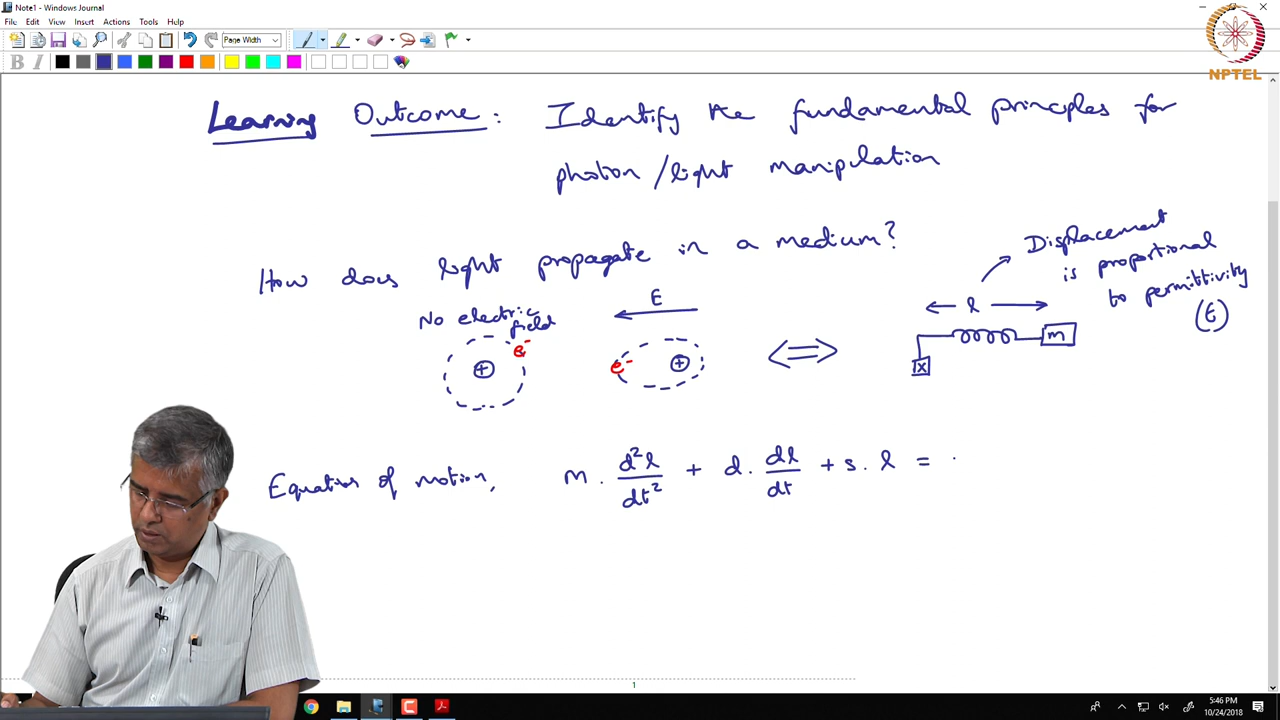 Note1 - Windows Journal
File Edit View Insert Actions Tools Help
Page Width
B I
NPTEL
Learning Outcome : Identify the fundamental principles for
photon/light manipulation
How does light propagate in a medium?
Displacement
is proportional
to permittivity
(ε)
No electric
field
E
l
e-
+
e-
+
m
x
Equation of motion, m . d²l/dt² + d . dl/dt + s . l =
1
5:46 PM
10/24/2018